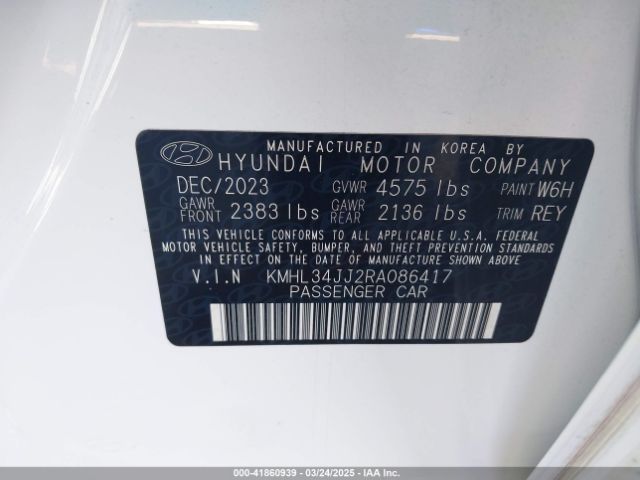 MANUFACTURED IN KOREA BY
HYUNDAI MOTOR COMPANY
DEC/2023 GVWR 4575 lbs PAINT W6H
GAWR FRONT 2383 lbs GAWR REAR 2136 lbs TRIM REY
THIS VEHICLE CONFORMS TO ALL APPLICABLE U.S.A. FEDERAL
MOTOR VEHICLE SAFETY, BUMPER, AND THEFT PREVENTION STANDARDS
IN EFFECT ON THE DATE OF MANUFACTURE SHOWN ABOVE
V.I.N KMHL34JJ2RA086417
PASSENGER CAR
000-41860939 - 03/24/2025 - IAAI.COM